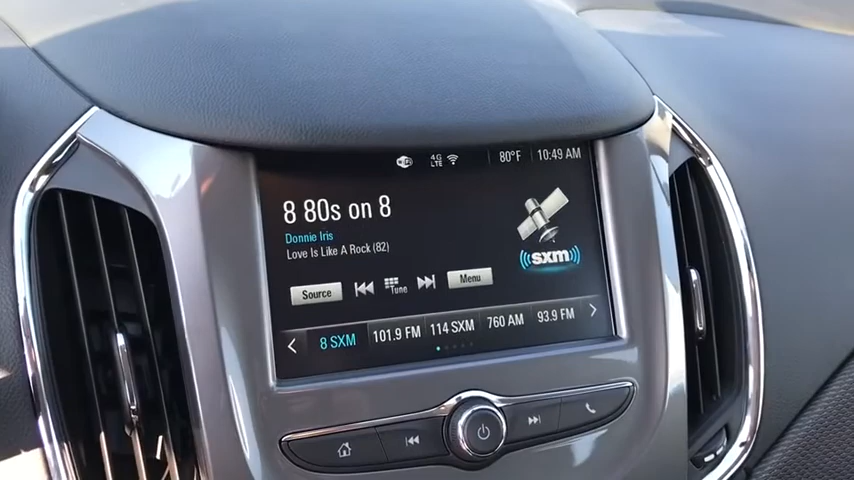 4G LTE 80°F 10:49 AM
8 80s on 8
Donnie Iris
Love Is Like A Rock (82)
sxm
Source Tune Menu
8 SXM 101.9 FM 114 SXM 760 AM 93.9 FM